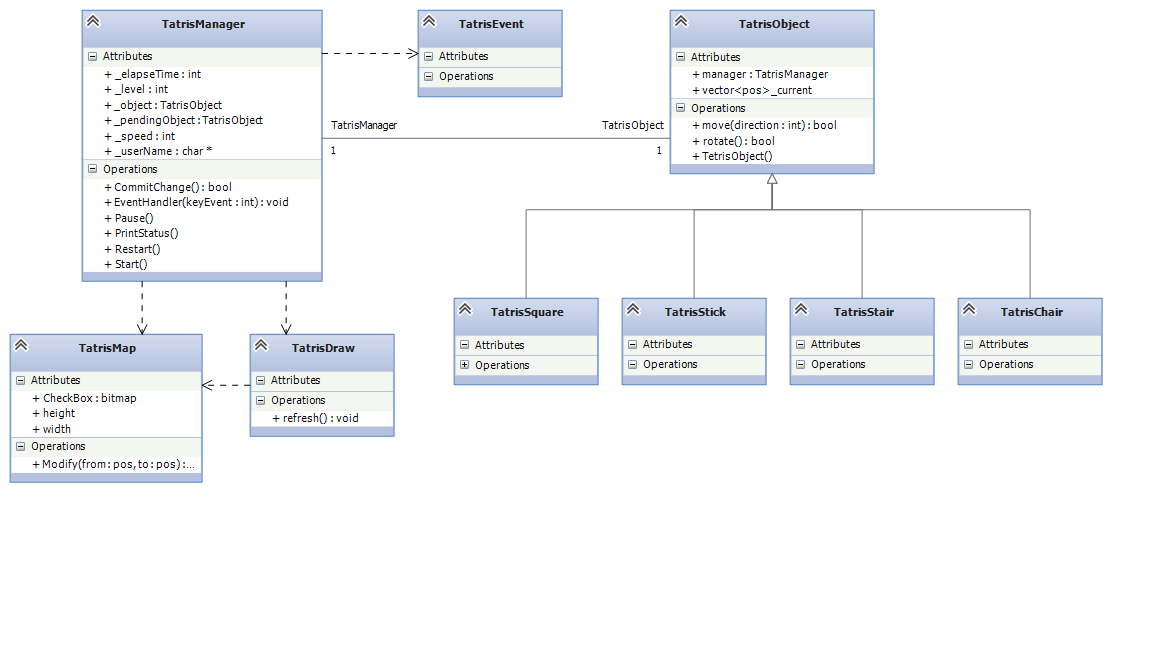 TatrisManager
Attributes
+ _elapseTime : int
+ _level : int
+ _object : TatrisObject
+ _pendingObject : TatrisObject
+ _speed : int
+ _userName : char *
Operations
+ CommitChange() : bool
+ EventHandler(keyEvent : int) : void
+ Pause()
+ PrintStatus()
+ Restart()
+ Start()
TatrisEvent
Attributes
Operations
TatrisObject
Attributes
+ manager : TatrisManager
+ vector<pos> _current
Operations
+ move(direction : int) : bool
+ rotate() : bool
+ TetrisObject()
TatrisManager
TatrisObject
1
1
TatrisSquare
Attributes
Operations
TatrisStick
Attributes
Operations
TatrisStair
Attributes
Operations
TatrisChair
Attributes
Operations
TatrisMap
Attributes
+ CheckBox : bitmap
+ height
+ width
Operations
+ Modify(from : pos, to : pos) : ...
TatrisDraw
Attributes
Operations
+ refresh() : void